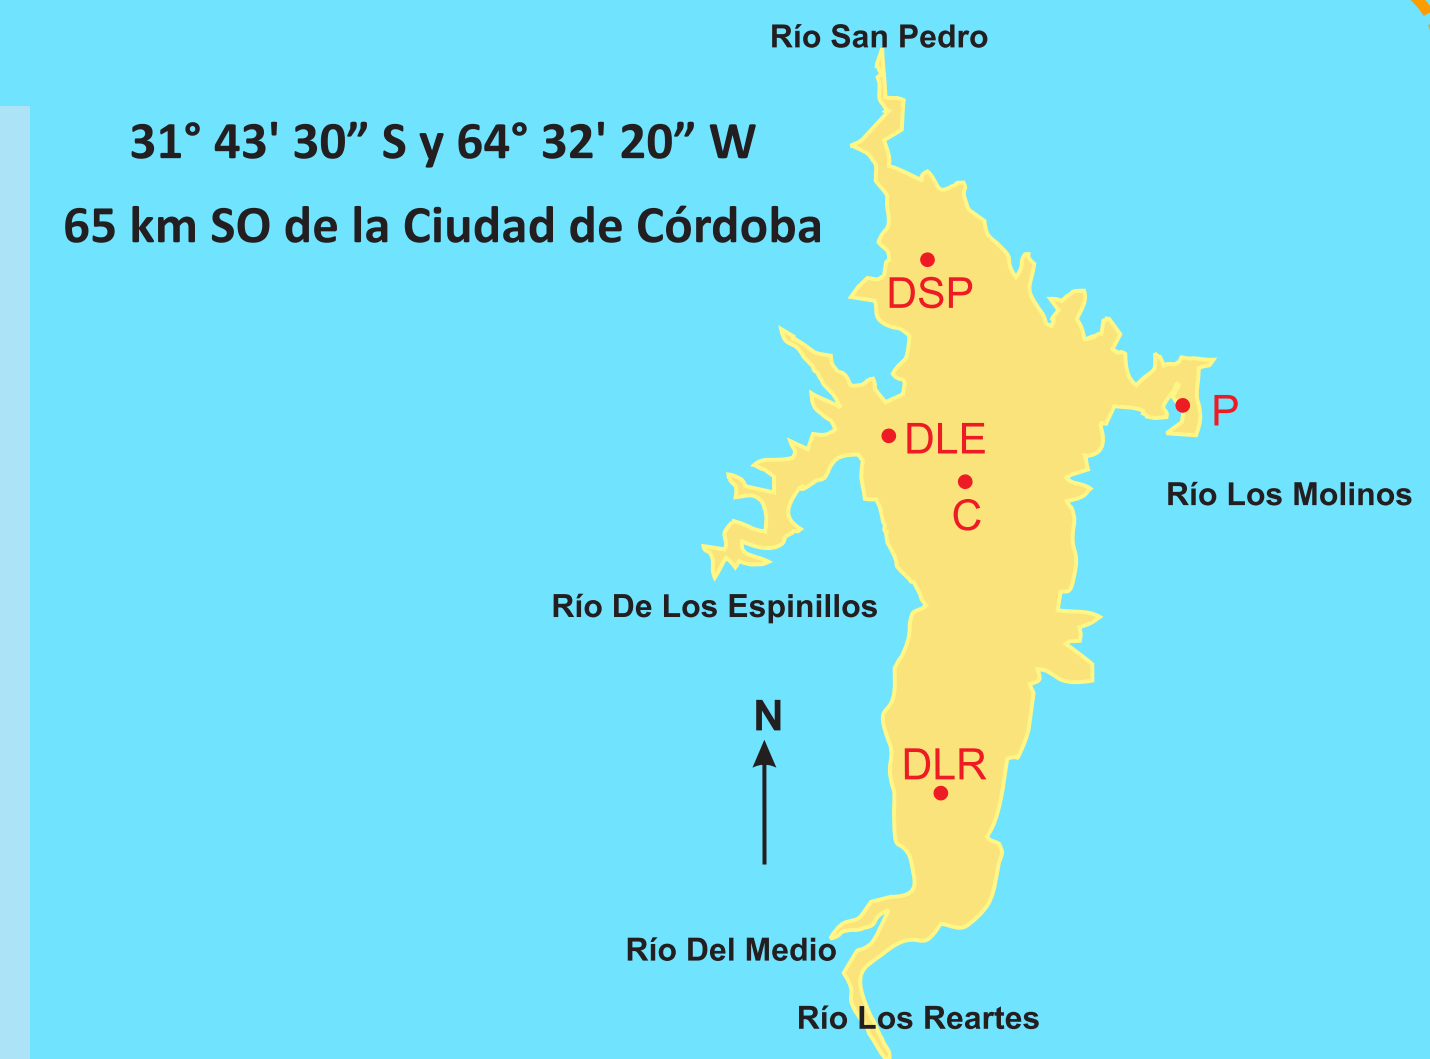 Río San Pedro
31° 43' 30” S y 64° 32' 20” W
65 km SO de la Ciudad de Córdoba
DSP
P
DLE
Río Los Molinos
C
Río De Los Espinillos
N
DLR
Río Del Medio
Río Los Reartes